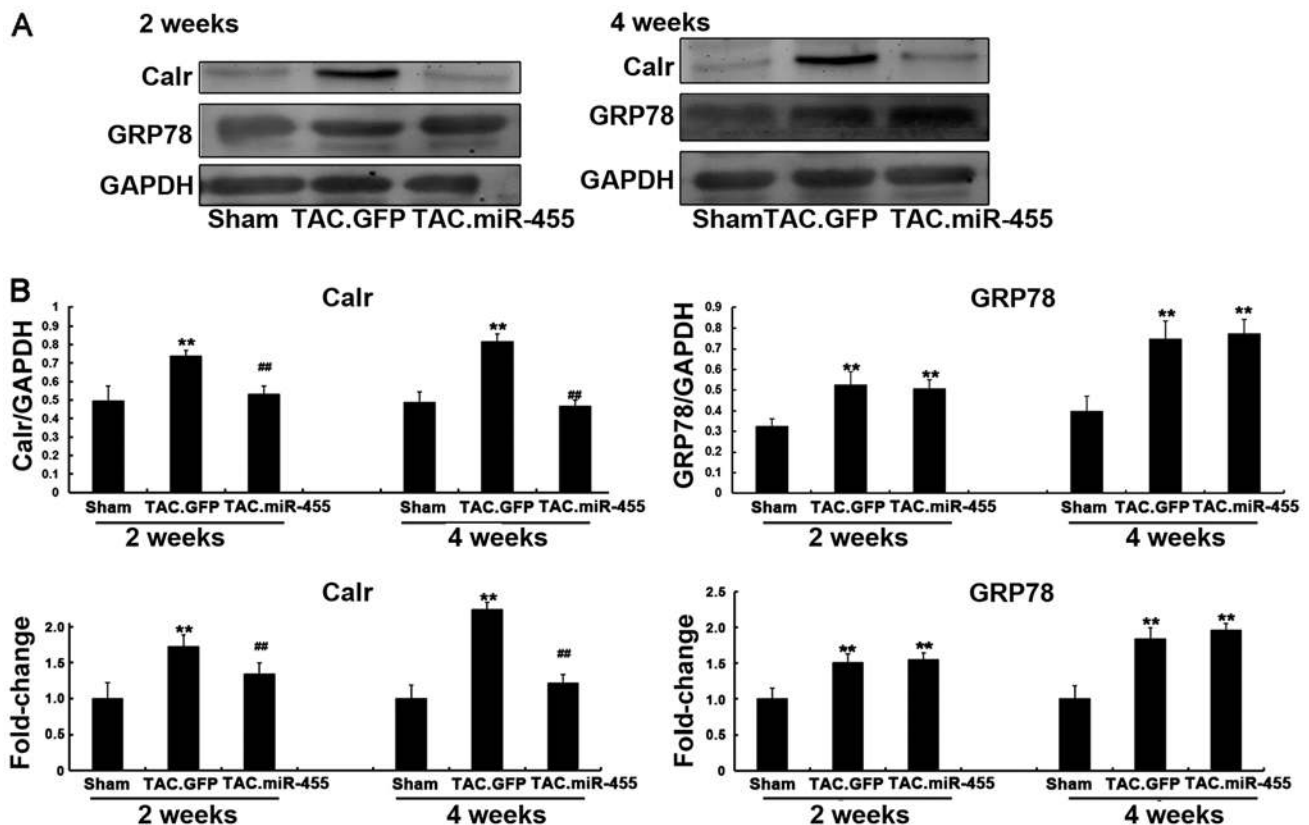 A
2 weeks
4 weeks
Calr
GRP78
GAPDH
Sham TAC.GFP TAC.miR-455
Calr
GRP78
GAPDH
ShamTAC.GFP TAC.miR-455
B
Calr
Calr/GAPDH
1
0.9
0.8
0.7
0.6
0.5
0.4
0.3
0.2
0.1
0
** ## ** ##
Sham TAC.GFP TAC.miR-455 Sham TAC.GFP TAC.miR-455
2 weeks 4 weeks
GRP78
GRP78/GAPDH
0.9
0.8
0.7
0.6
0.5
0.4
0.3
0.2
0.1
0
** ** ** **
Sham TAC.GFP TAC.miR-455 Sham TAC.GFP TAC.miR-455
2 weeks 4 weeks
Calr
Fold-change
2.5
2.0
1.5
1.0
0.5
0
** ## ** ##
Sham TAC.GFP TAC.miR-455 Sham TAC.GFP TAC.miR-455
2 weeks 4 weeks
GRP78
Fold-change
2.5
2.0
1.5
1.0
0.5
0
** ** ** **
Sham TAC.GFP TAC.miR-455 Sham TAC.GFP TAC.miR-455
2 weeks 4 weeks